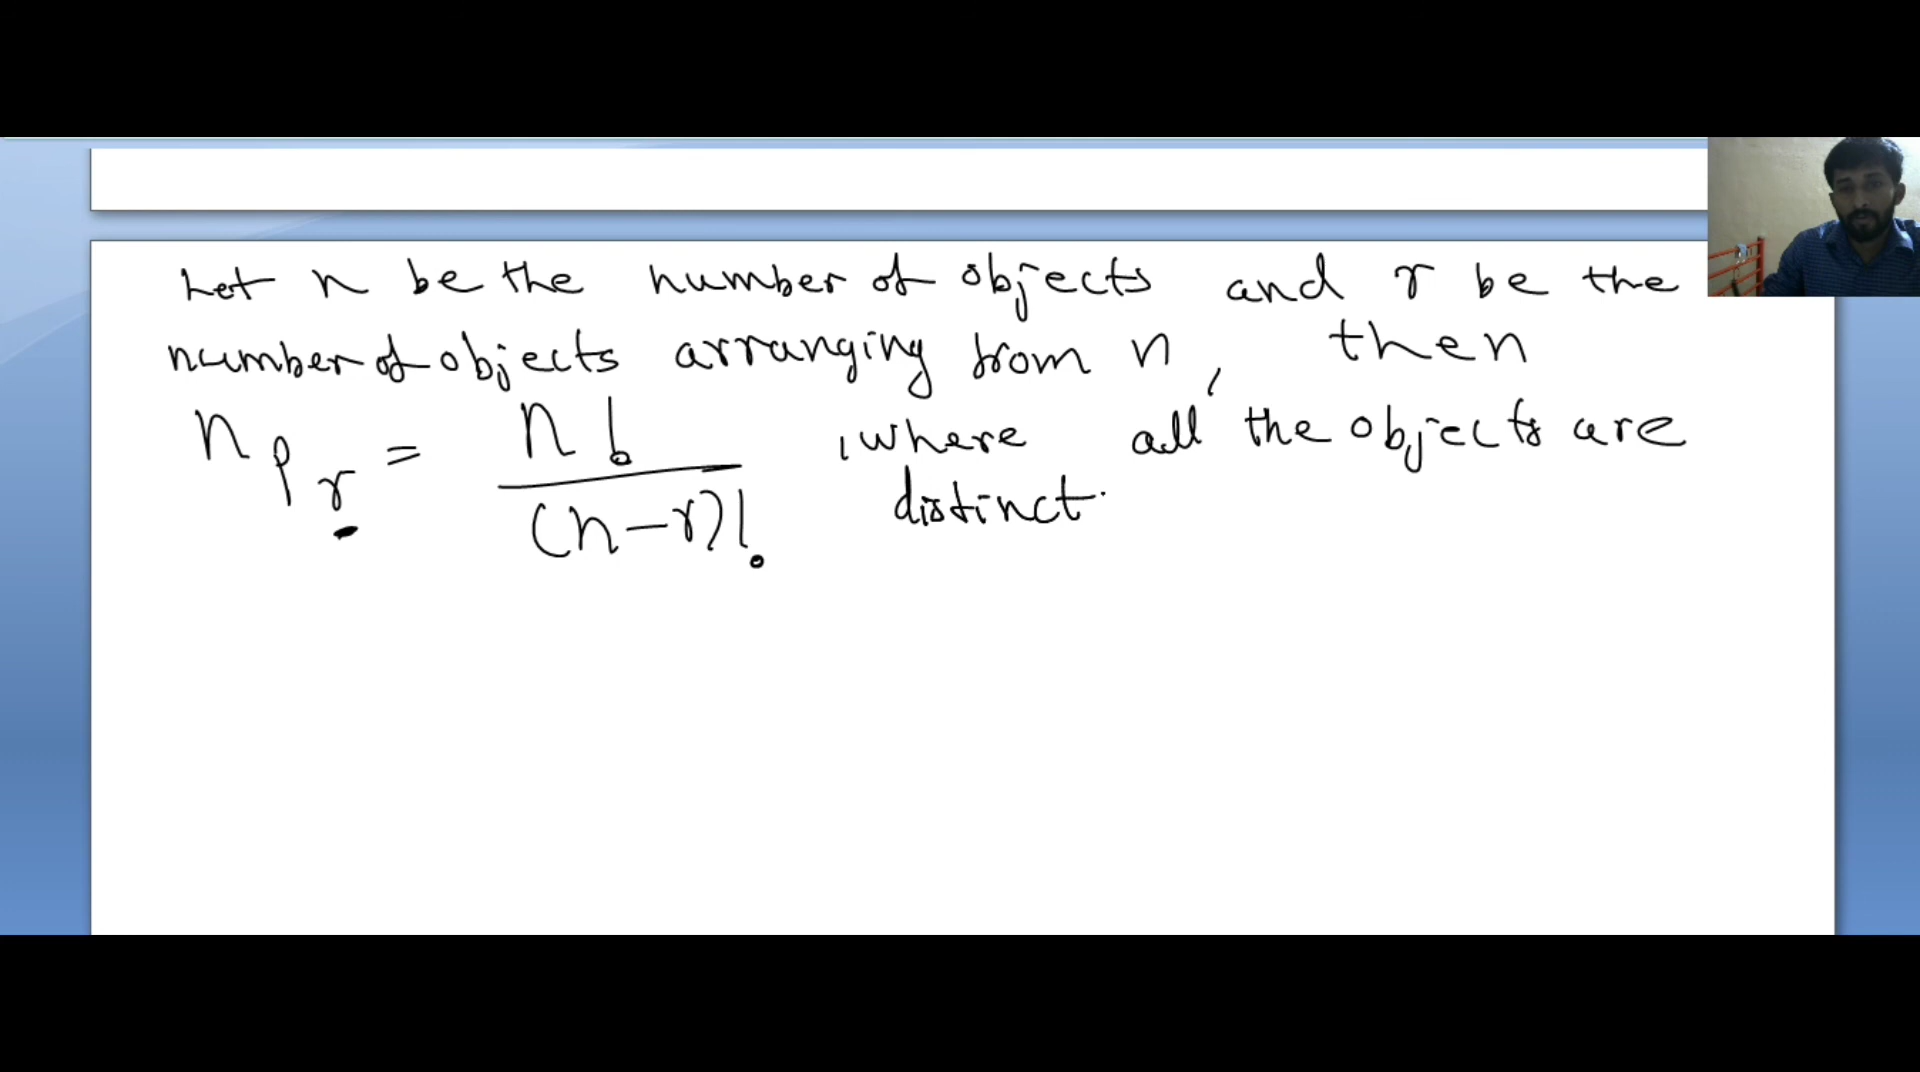 Let n be the number of objects and r be the
number of objects arranging from n, then
nPr = n! / (n-r)! , where all the objects are
distinct.